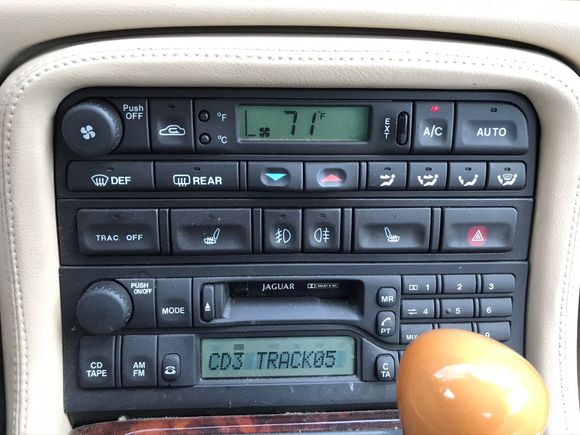 Push
OFF
°F
°C
71°F
EXT
A/C
AUTO
DEF
REAR
TRAC. OFF
PUSH
ON/OFF
MODE
JAGUAR
MR
1
2
3
PT
4
5
6
MIX
9
CD
TAPE
AM
FM
CD3 TRACK05
C
TA